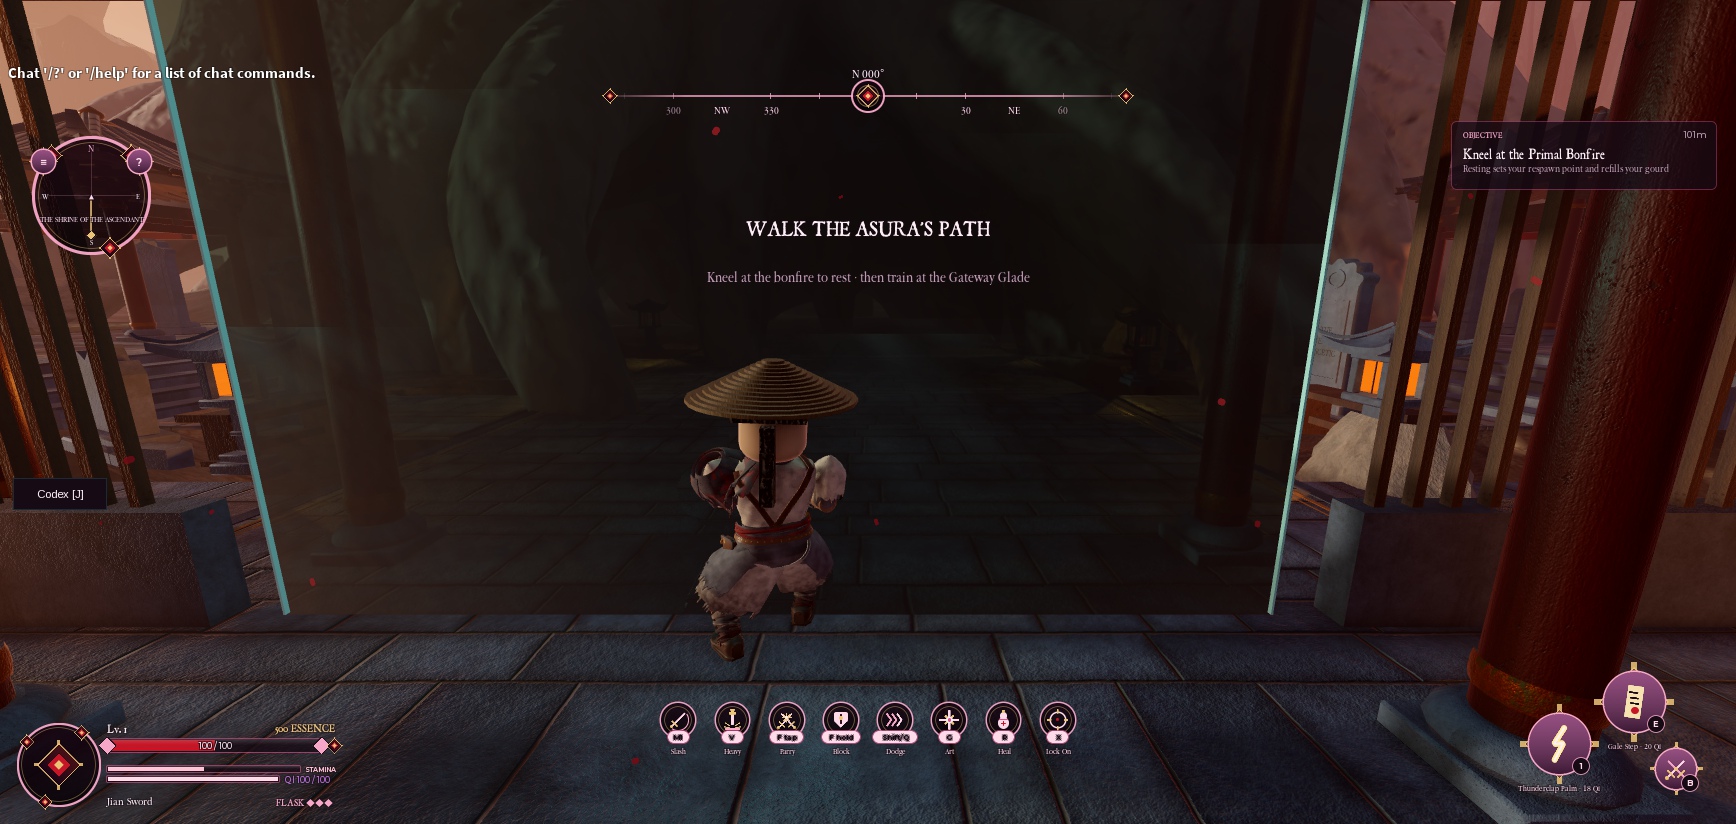 N 000°
300 NW 330 30 NE 60
Chat '/?' or '/help' for a list of chat commands.
OBJECTIVE 101m
Kneel at the Primal Bonfire
Resting sets your respawn point and refills your gourd
≡ N ?
W E
THE SHRINE OF THE ASCENDANT
S
WALK THE ASURA'S PATH
Kneel at the bonfire to rest · then train at the Gateway Glade
Codex [J]
Lv. 1 500 ESSENCE
100/100
STAMINA
QI 100/100
Jian Sword FLASK
M1 V F tap F hold Shift/Q G R X
Slash Heavy Parry Block Dodge Art Heal Lock On
E
Gale Step · 20 Qi
1
B
Thunderclap Palm · 18 Qi